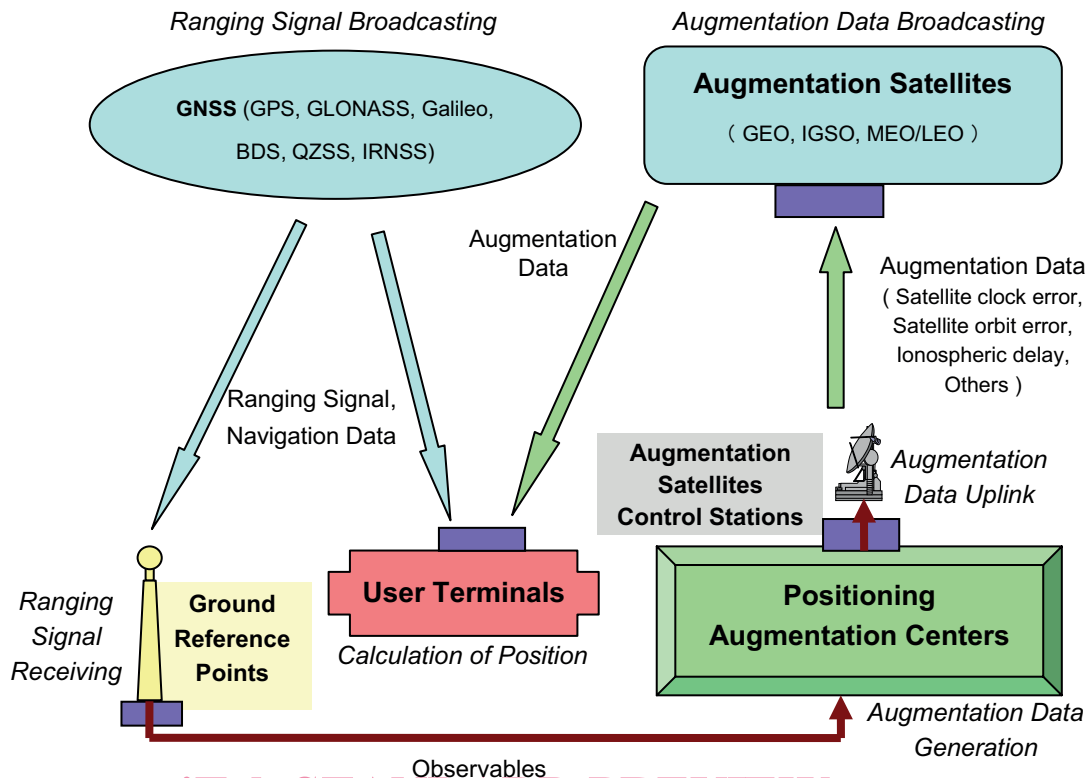 Ranging Signal Broadcasting
Augmentation Data Broadcasting
GNSS (GPS, GLONASS, Galileo,
BDS, QZSS, IRNSS)
Augmentation Satellites
( GEO, IGSO, MEO/LEO )
Augmentation
Data
Augmentation Data
( Satellite clock error,
Satellite orbit error,
Ionospheric delay,
Others )
Ranging Signal,
Navigation Data
Augmentation
Satellites
Control Stations
Augmentation
Data Uplink
Ranging
Signal
Receiving
Ground
Reference
Points
User Terminals
Calculation of Position
Positioning
Augmentation Centers
Augmentation Data
Generation
Observables